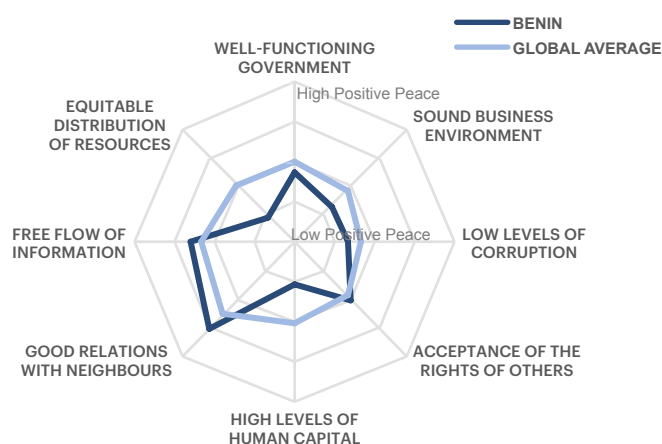 BENIN
GLOBAL AVERAGE
WELL-FUNCTIONING
GOVERNMENT
High Positive Peace
EQUITABLE
DISTRIBUTION
OF RESOURCES
SOUND BUSINESS
ENVIRONMENT
FREE FLOW OF
INFORMATION
Low Positive Peace
LOW LEVELS OF
CORRUPTION
GOOD RELATIONS
WITH NEIGHBOURS
ACCEPTANCE OF THE
RIGHTS OF OTHERS
HIGH LEVELS OF
HUMAN CAPITAL